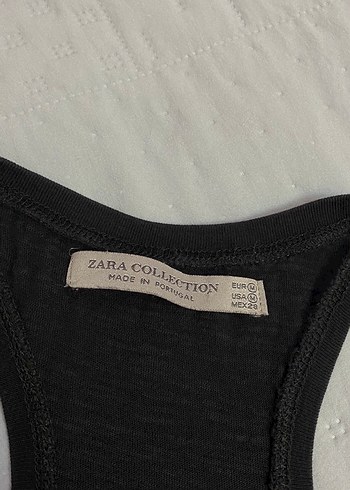 ZARA COLLECTION
MADE IN PORTUGAL
EUR M
USA M
MEX 28